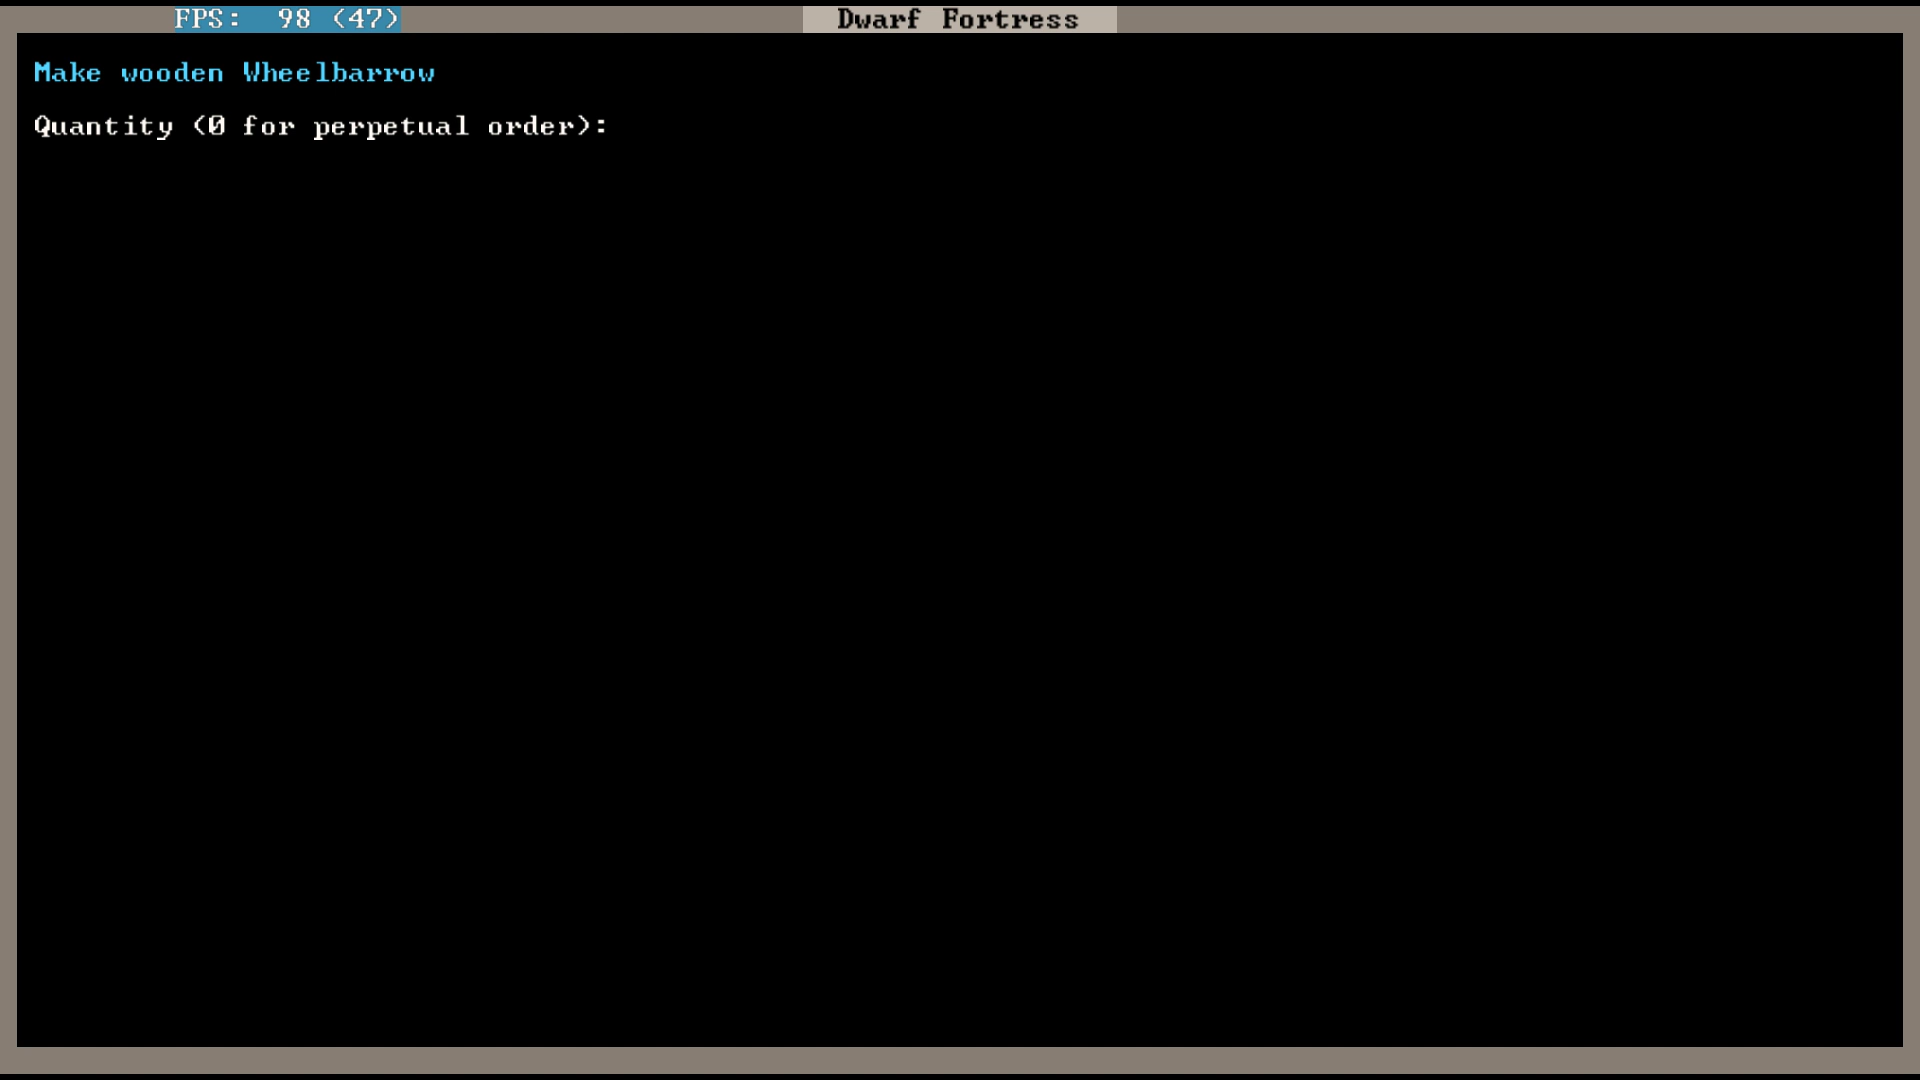 FPS:  98 (47)
Dwarf Fortress
Make wooden Wheelbarrow
Quantity (0 for perpetual order):